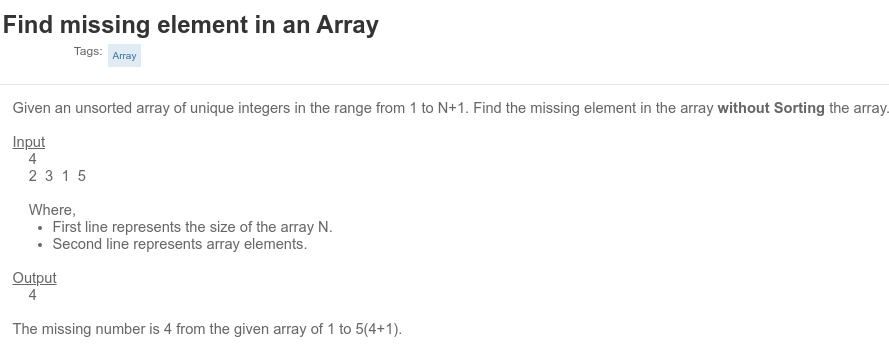 Find missing element in an Array
Tags: Array
Given an unsorted array of unique integers in the range from 1 to N+1. Find the missing element in the array without Sorting the array.
Input
4
2 3 1 5
Where,
• First line represents the size of the array N.
• Second line represents array elements.
Output
4
The missing number is 4 from the given array of 1 to 5(4+1).